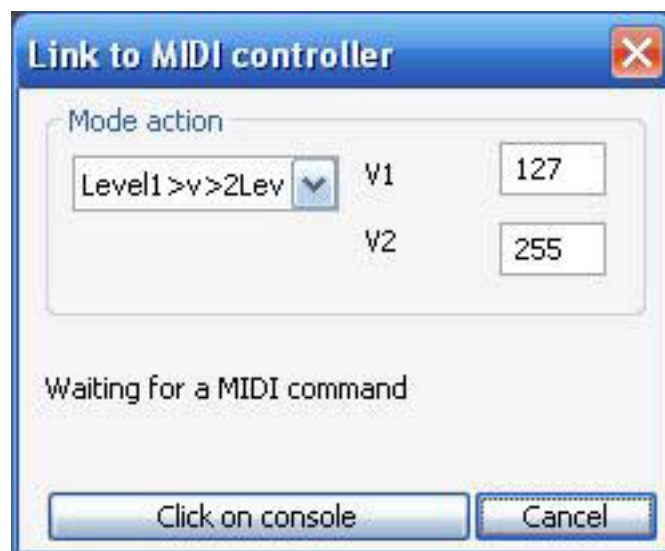 Link to MIDI controller
Mode action
Level1>v>2Lev V1 127
V2 255
Waiting for a MIDI command
Click on console Cancel